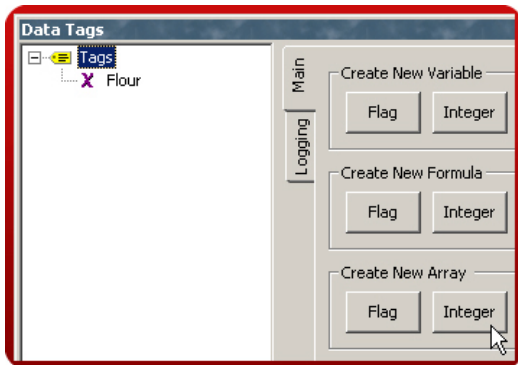 Data Tags
Tags
Flour
Main
Logging
Create New Variable
Flag Integer
Create New Formula
Flag Integer
Create New Array
Flag Integer